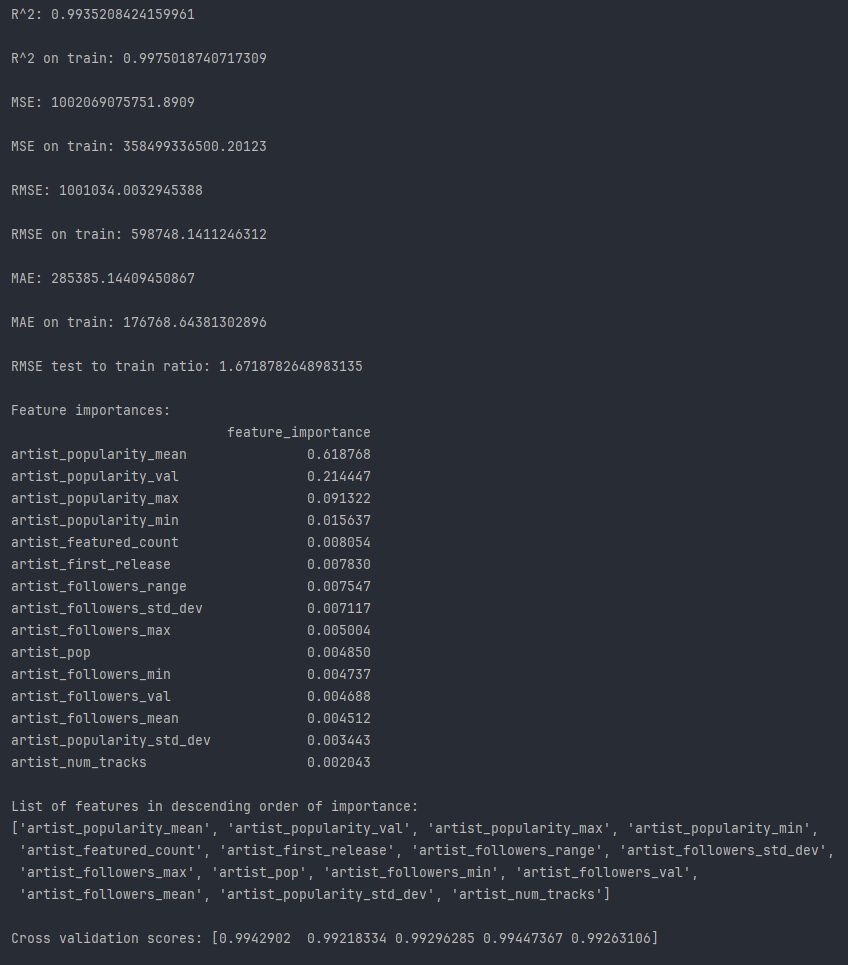 R^2: 0.9935208424159961
R^2 on train: 0.9975018740717309
MSE: 1002069075751.8909
MSE on train: 358499336500.20123
RMSE: 1001034.0032945388
RMSE on train: 598748.1411246312
MAE: 285385.14409450867
MAE on train: 176768.64381302896
RMSE test to train ratio: 1.6718782648983135
Feature importances:
feature_importance
artist_popularity_mean 0.618768
artist_popularity_val 0.214447
artist_popularity_max 0.091322
artist_popularity_min 0.015637
artist_featured_count 0.008054
artist_first_release 0.007830
artist_followers_range 0.007547
artist_followers_std_dev 0.007117
artist_followers_max 0.005004
artist_pop 0.004850
artist_followers_min 0.004737
artist_followers_val 0.004688
artist_followers_mean 0.004512
artist_popularity_std_dev 0.003443
artist_num_tracks 0.002043
List of features in descending order of importance:
['artist_popularity_mean', 'artist_popularity_val', 'artist_popularity_max', 'artist_popularity_min',
'artist_featured_count', 'artist_first_release', 'artist_followers_range', 'artist_followers_std_dev',
'artist_followers_max', 'artist_pop', 'artist_followers_min', 'artist_followers_val',
'artist_followers_mean', 'artist_popularity_std_dev', 'artist_num_tracks']
Cross validation scores: [0.9942902  0.99218334 0.99296285 0.99447367 0.99263106]